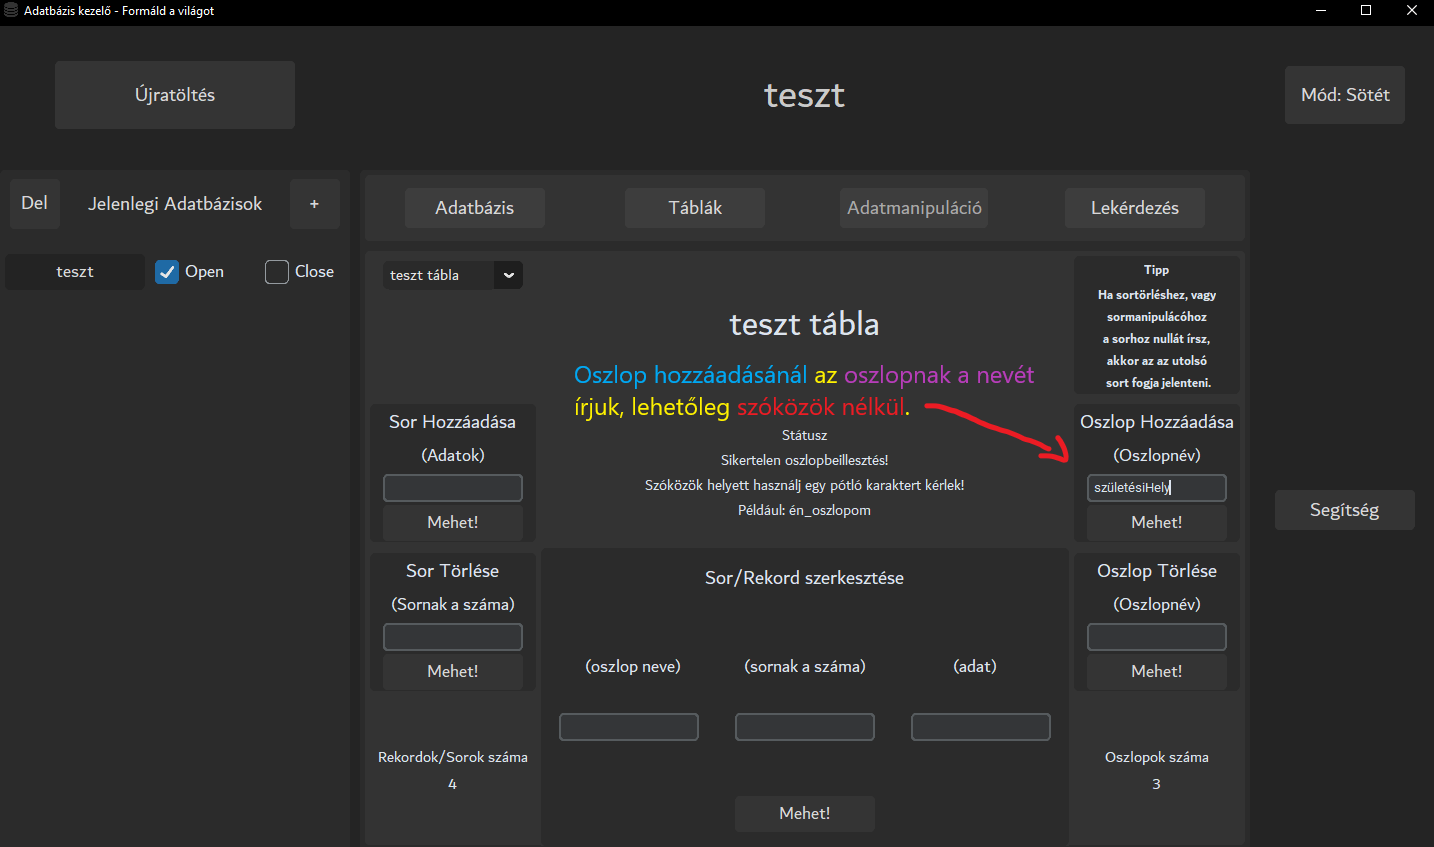 Adatbázis kezelő - Formáld a világot
Újratöltés
teszt
Mód: Sötét
Del
Jelenlegi Adatbázisok
+
teszt
Open
Close
Adatbázis
Táblák
Adatmanipuláció
Lekérdezés
teszt tábla
Tipp
Ha sortörléshez, vagy
sormanipulácóhoz
a sorhoz nullát írsz,
akkor az az utolsó
sort fogja jelenteni.
teszt tábla
Oszlop hozzáadásánál az oszlopnak a nevét
írjuk, lehetőleg szóközök nélkül.
Státusz
Sikertelen oszlopbeillesztés!
Szóközök helyett használj egy pótló karaktert kérlek!
Például: én_oszlopom
Sor Hozzáadása
(Adatok)
Mehet!
Oszlop Hozzáadása
(Oszlopnév)
születésiHely
Mehet!
Segítség
Sor Törlése
(Sornak a száma)
Mehet!
Sor/Rekord szerkesztése
(oszlop neve)
(sornak a száma)
(adat)
Mehet!
Oszlop Törlése
(Oszlopnév)
Mehet!
Rekordok/Sorok száma
4
Oszlopok száma
3